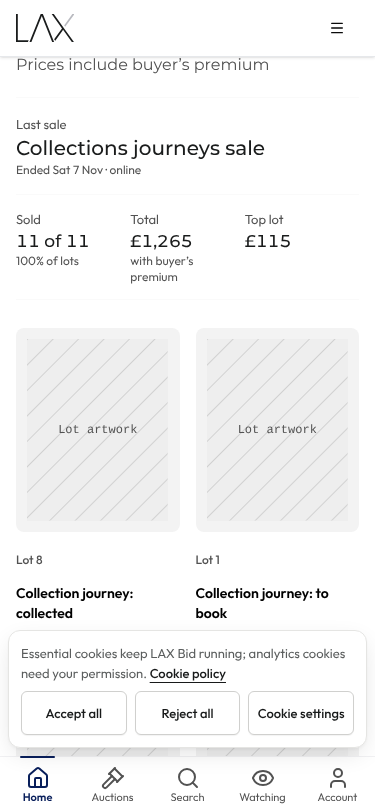 LAX
Prices include buyer's premium
Last sale
Collections journeys sale
Ended Sat 7 Nov · online
Sold
Total
Top lot
11 of 11
£1,265
£115
100% of lots
with buyer's
premium
Lot artwork
Lot artwork
Lot 8
Lot 1
Collection journey:
collected
Collection journey: to
book
Essential cookies keep LAX Bid running; analytics cookies
need your permission. Cookie policy
Accept all
Reject all
Cookie settings
Home
Auctions
Search
Watching
Account